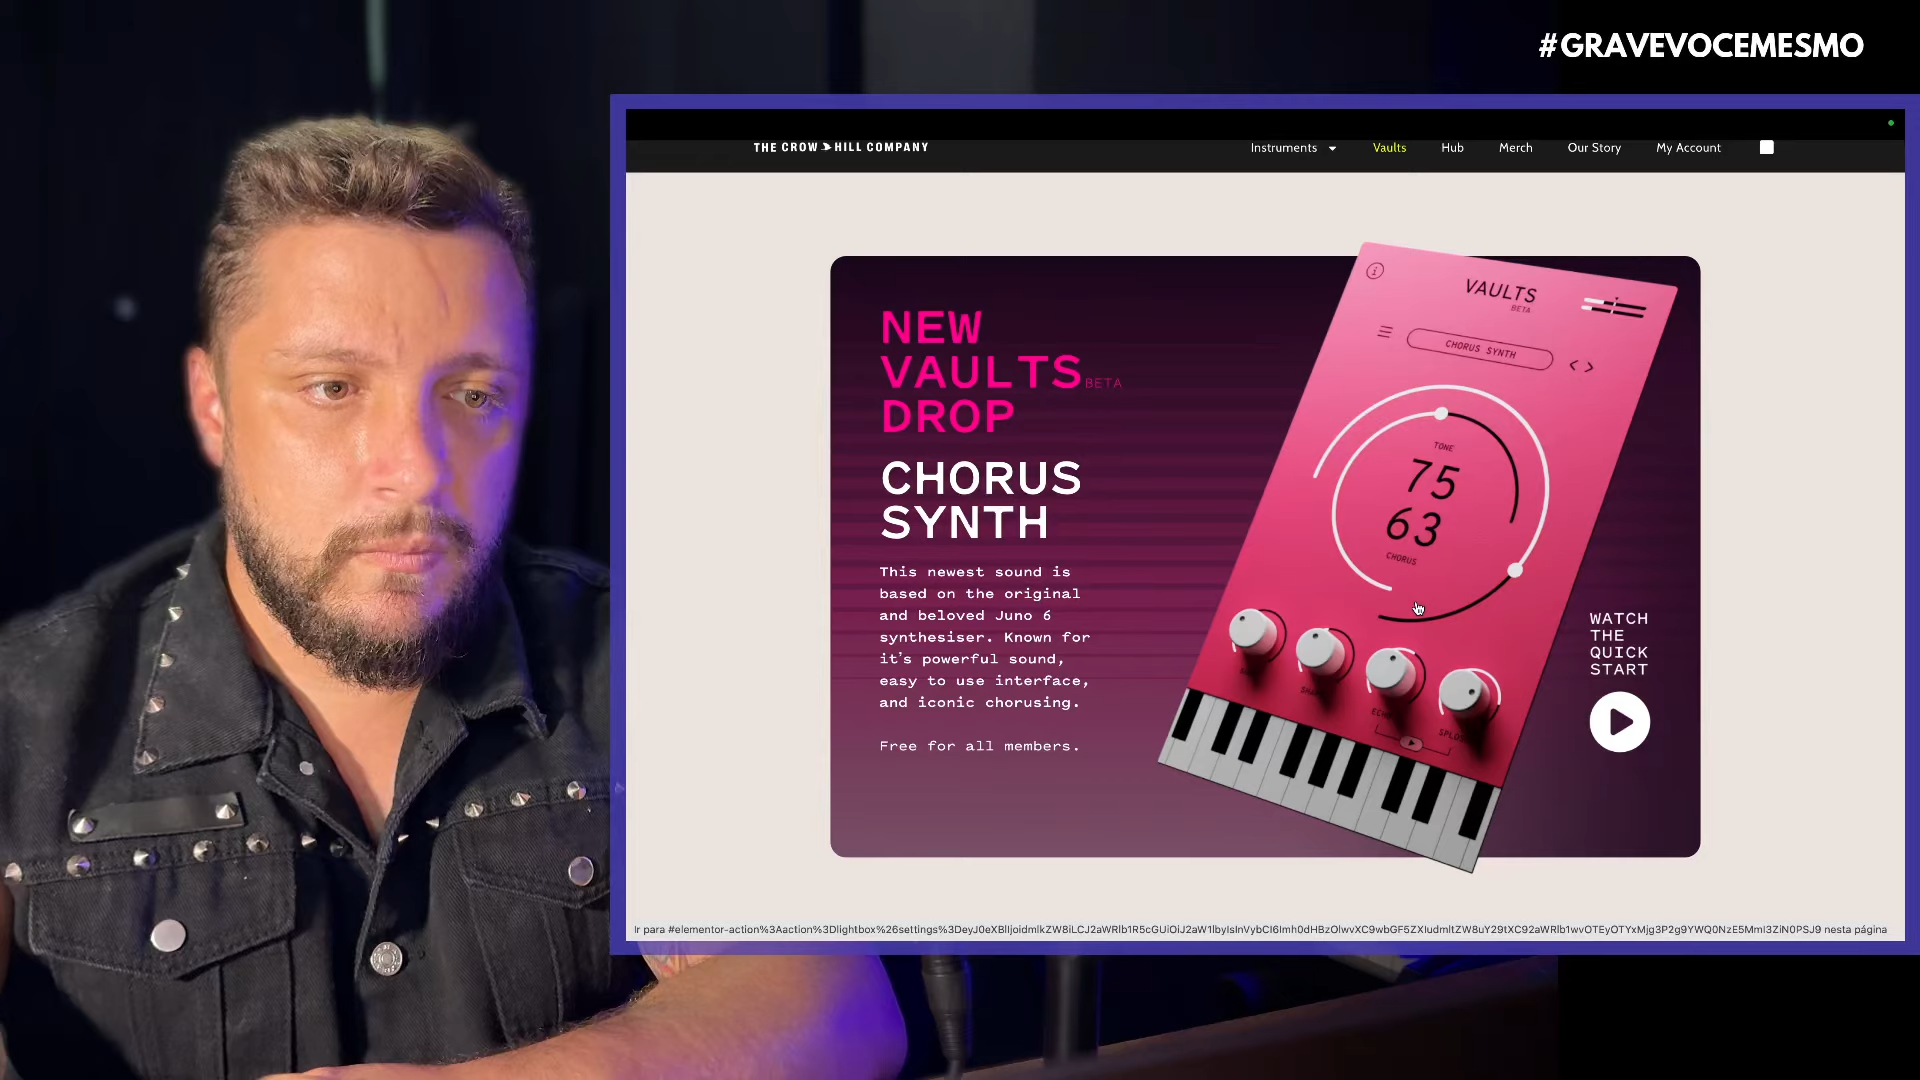 #GRAVEVOCEMESMO
THE CROW HILL COMPANY
Instruments
Vaults
Hub
Merch
Our Story
My Account
NEW
VAULTS BETA
DROP
CHORUS
SYNTH
This newest sound is
based on the original
and beloved Juno 6
synthesiser. Known for
it's powerful sound,
easy to use interface,
and iconic chorusing.
Free for all members.
VAULTS
BETA
CHORUS SYNTH
TONE
75
63
CHORUS
WATCH
THE
QUICK
START